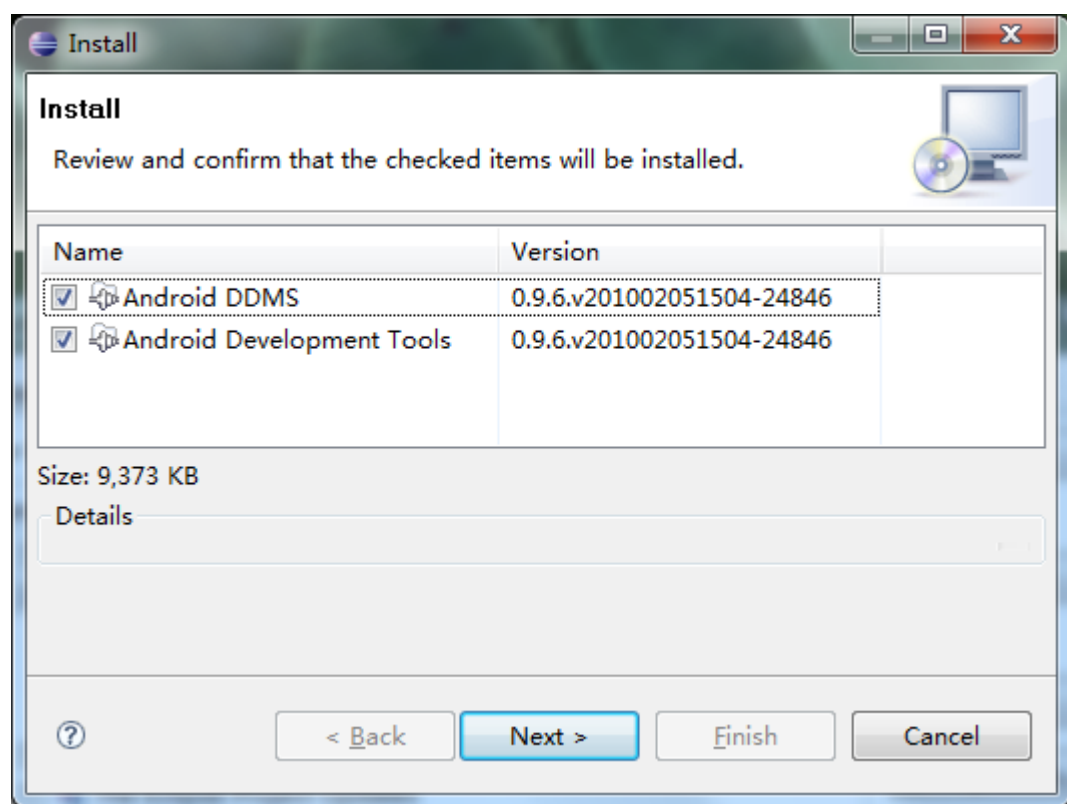 Install
Install
Review and confirm that the checked items will be installed.
Name Version
Android DDMS 0.9.6.v201002051504-24846
Android Development Tools 0.9.6.v201002051504-24846
Size: 9,373 KB
Details
? < Back Next > Finish Cancel